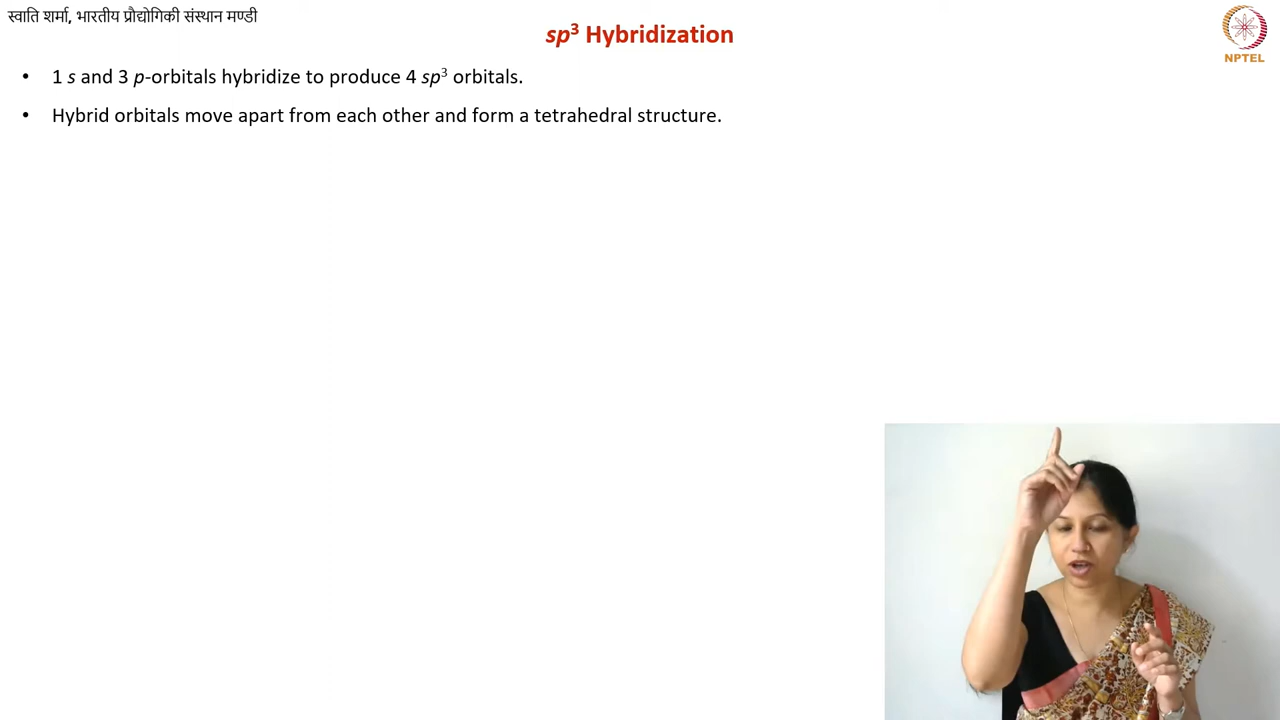 स्वाति शर्मा, भारतीय प्रौद्योगिकी संस्थान मण्डी
sp³ Hybridization
NPTEL
• 1 s and 3 p-orbitals hybridize to produce 4 sp³ orbitals.
• Hybrid orbitals move apart from each other and form a tetrahedral structure.